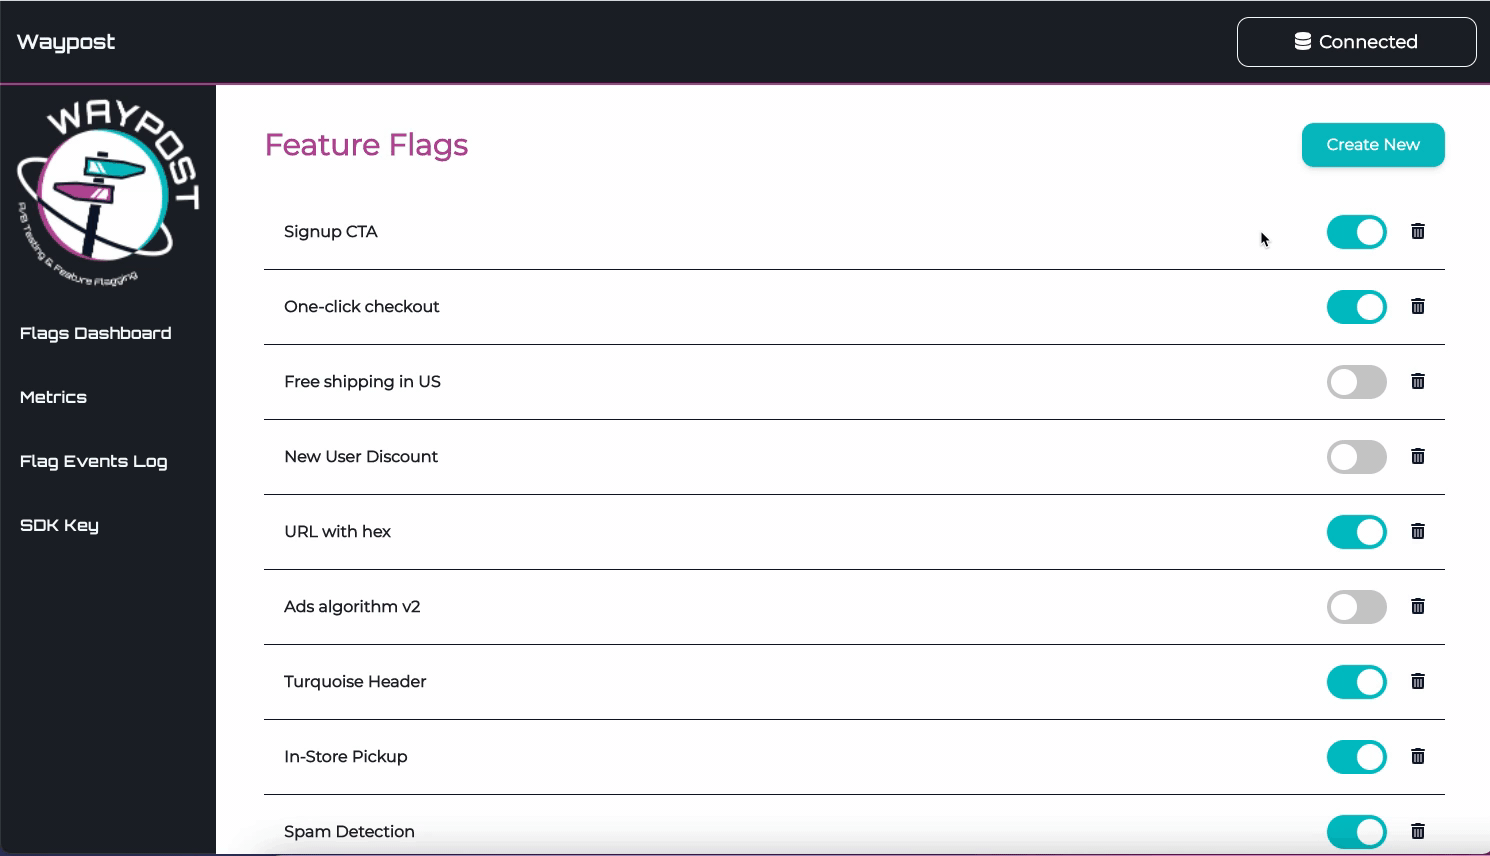 Waypost
Connected
WAYPOST
A/B Testing & Feature Flagging
Flags Dashboard
Metrics
Flag Events Log
SDK Key
Feature Flags
Create New
Signup CTA
One-click checkout
Free shipping in US
New User Discount
URL with hex
Ads algorithm v2
Turquoise Header
In-Store Pickup
Spam Detection